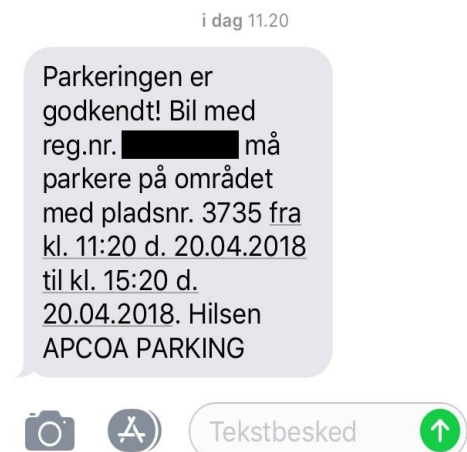 i dag 11.20
Parkeringen er
godkendt! Bil med
reg.nr. må
parkere på området
med pladsnr. 3735 fra
kl. 11:20 d. 20.04.2018
til kl. 15:20 d.
20.04.2018. Hilsen
APCOA PARKING
Tekstbesked